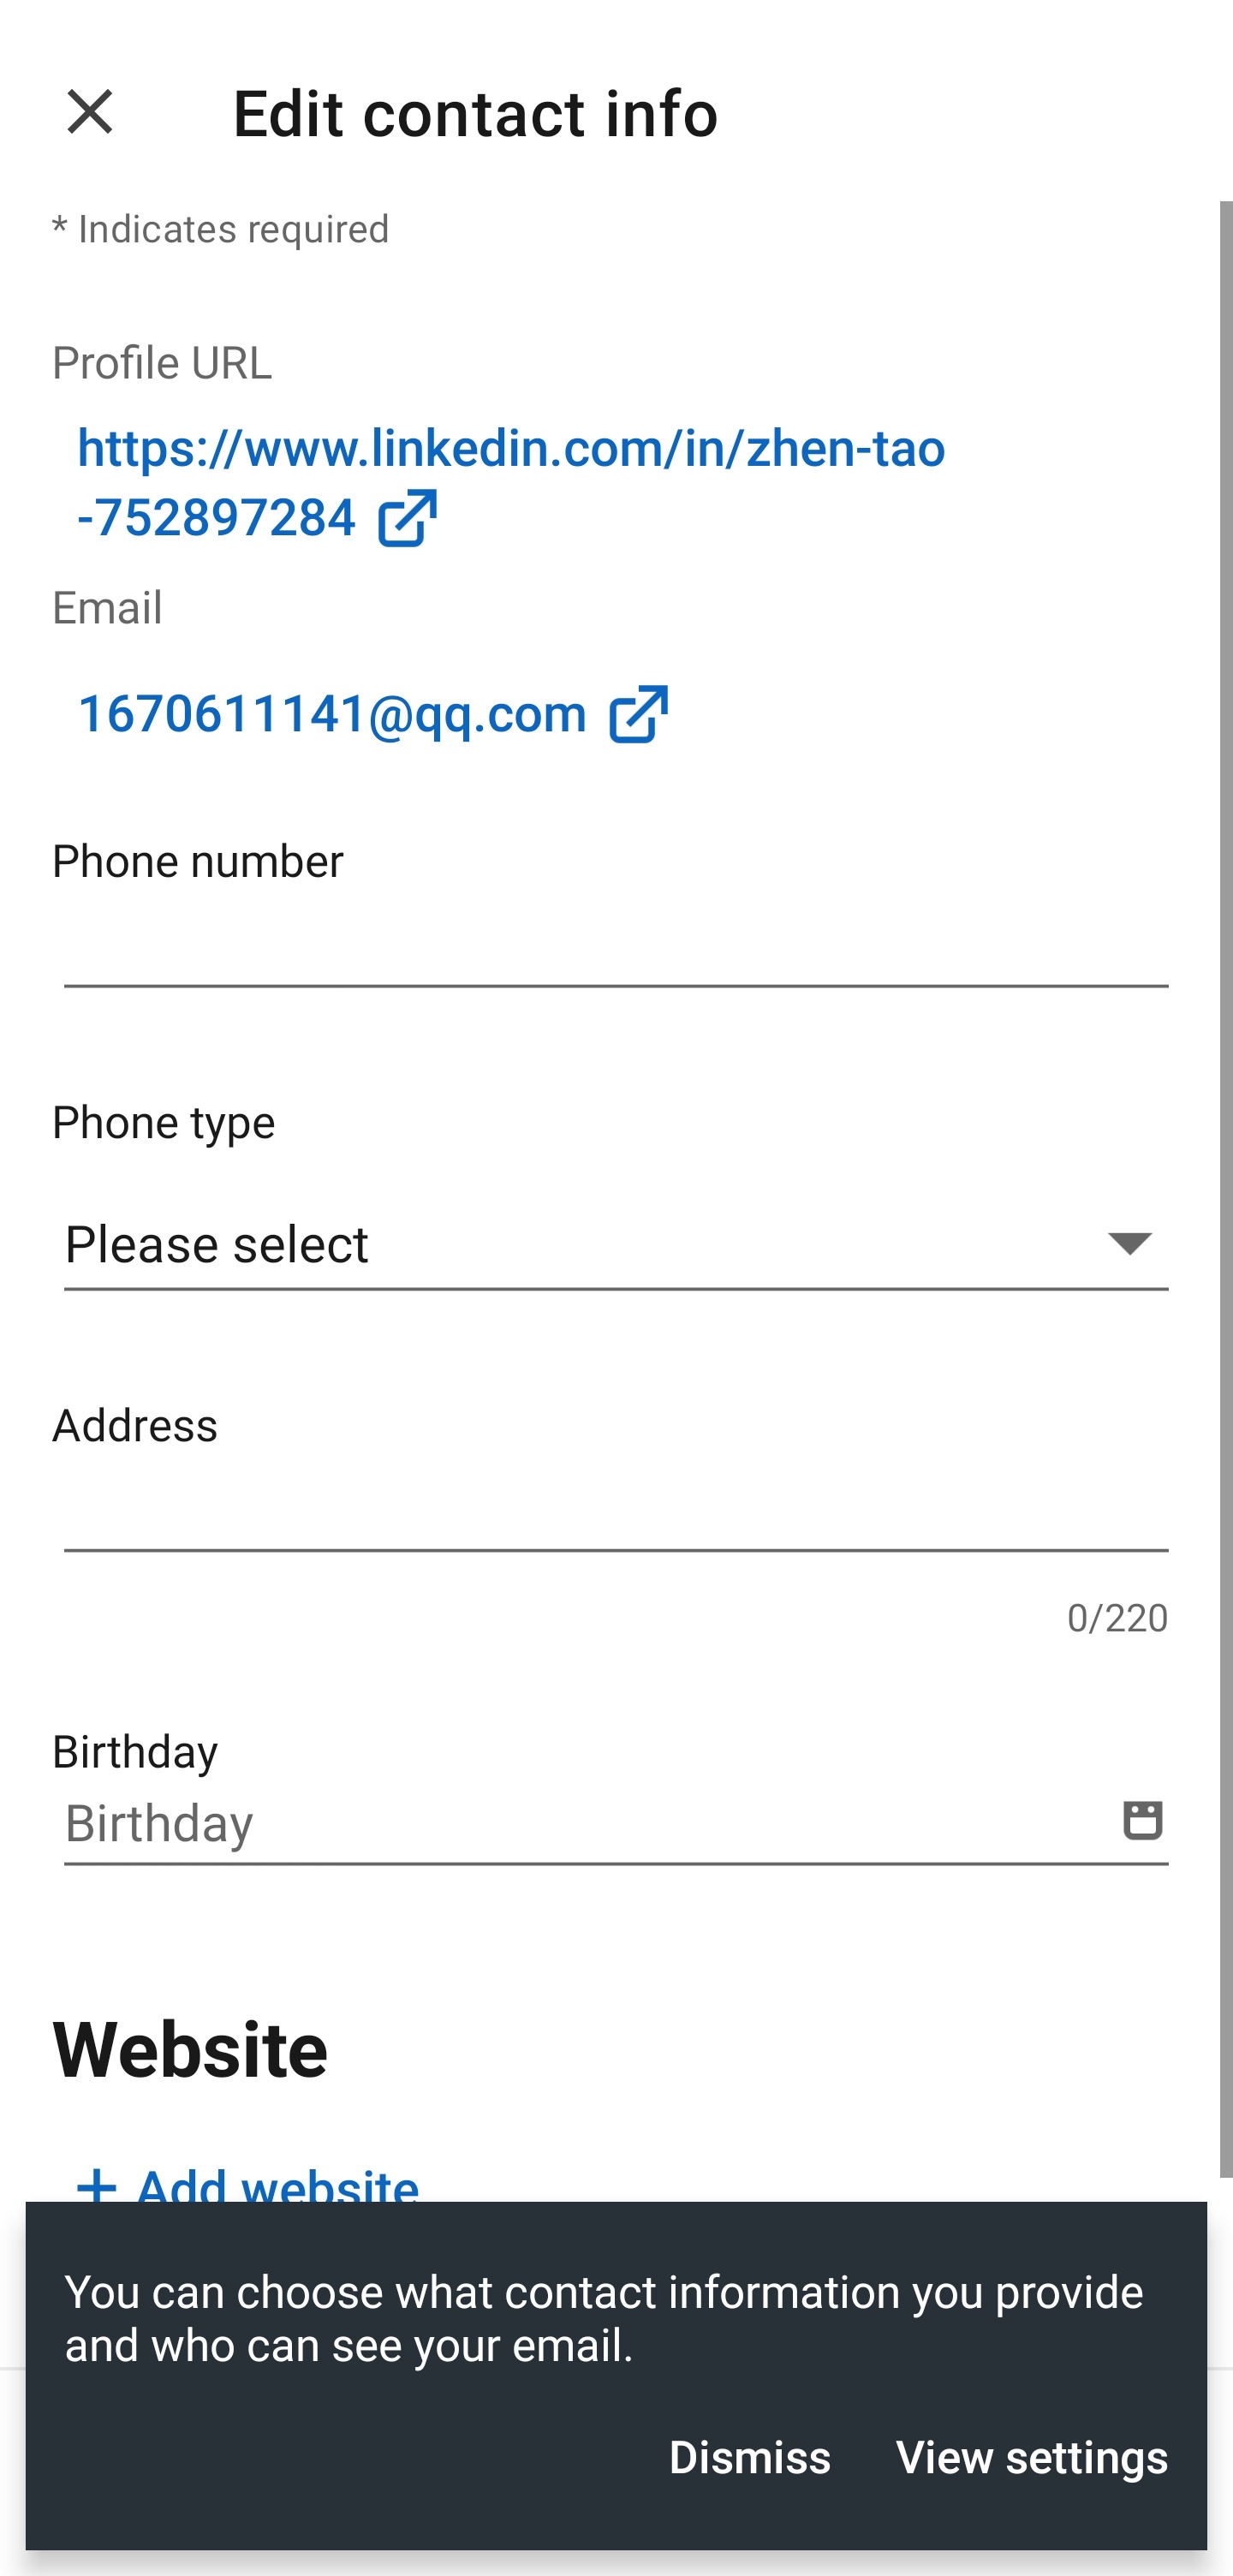 Edit contact info
* Indicates required
Profile URL
https://www.linkedin.com/in/zhen-tao
-752897284
Email
1670611141@qq.com
Phone number
Phone type
Please select
Address
0/220
Birthday
Birthday
Website
+ Add website
You can choose what contact information you provide
and who can see your email.
Dismiss View settings